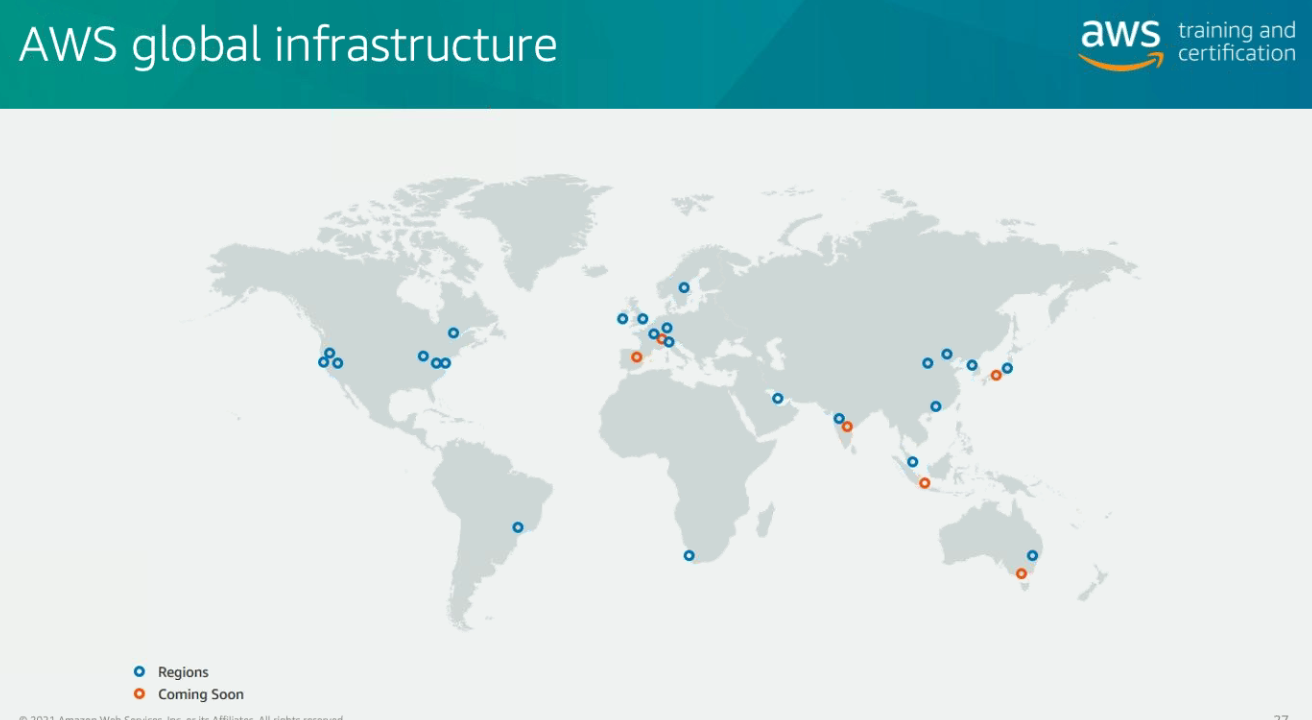 AWS global infrastructure
aws training and
certification
Regions
Coming Soon
© 2021 Amazon Web Services, Inc. or its Affiliates. All rights reserved.
27